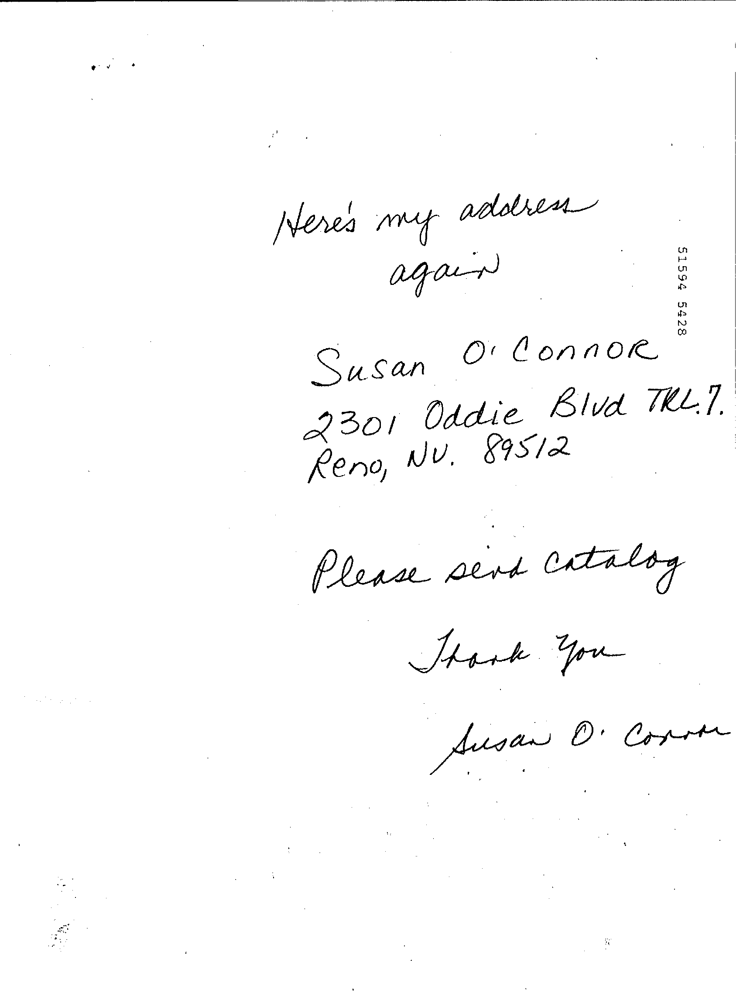 Here's my address
again
51594 5428
Susan O'Connor
2301 Oddie Blvd TRL.7.
Reno, NV. 89512
Please send catalog
Thank You
Susan O'Connor